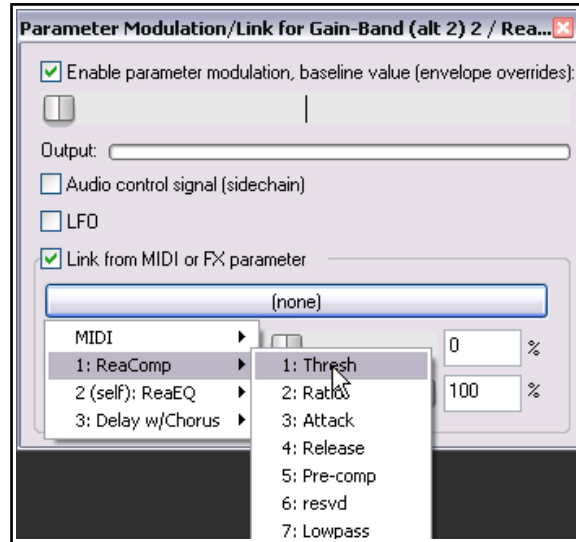 Parameter Modulation/Link for Gain-Band (alt 2) 2 / Rea...
Enable parameter modulation, baseline value (envelope overrides):
Output:
Audio control signal (sidechain)
LFO
Link from MIDI or FX parameter
(none)
MIDI
1: ReaComp
2 (self): ReaEQ
3: Delay w/Chorus
0 %
100 %
1: Thresh
2: Ratio
3: Attack
4: Release
5: Pre-comp
6: resvd
7: Lowpass